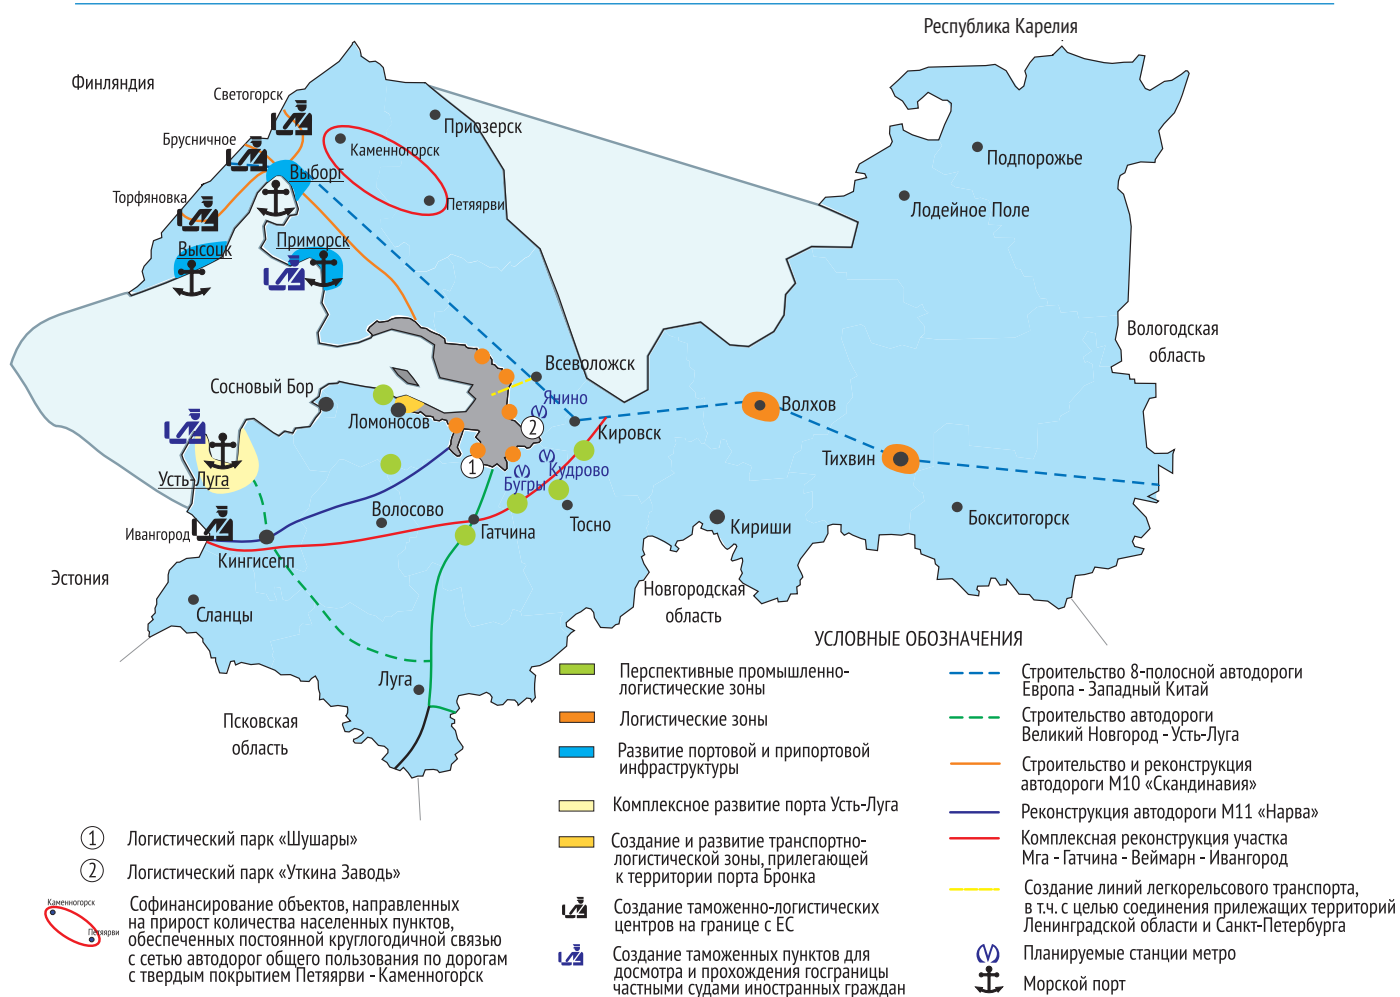 Республика Карелия
Финляндия
Светогорск
Брусничное
Приозерск
Каменногорск
Выборг
Подпорожье
Торфяновка
Петяярви
Лодейное Поле
Высоцк
Приморск
Вологодская
область
Всеволожск
Сосновый Бор
Янино
Ломоносов
2
Волхов
Кировск
Тихвин
1
Кудрово
Бугры
Усть-Луга
Волосово
Тосно
Кириши
Бокситогорск
Ивангород
Гатчина
Кингисепп
Эстония
Новгородская
область
Сланцы
Луга
Псковская
область
УСЛОВНЫЕ ОБОЗНАЧЕНИЯ
Перспективные промышленно-
логистические зоны
Логистические зоны
Развитие портовой и припортовой
инфраструктуры
Комплексное развитие порта Усть-Луга
Создание и развитие транспортно-
логистической зоны, прилегающей
к территории порта Бронка
Создание таможенно-логистических
центров на границе с ЕС
Создание таможенных пунктов для
досмотра и прохождения госграницы
частными судами иностранных граждан
Строительство 8-полосной автодороги
Европа - Западный Китай
Строительство автодороги
Великий Новгород - Усть-Луга
Строительство и реконструкция
автодороги М10 «Скандинавия»
Реконструкция автодороги М11 «Нарва»
Комплексная реконструкция участка
Мга - Гатчина - Веймарн - Ивангород
Создание линий легкорельсового транспорта,
в т.ч. с целью соединения прилежащих территорий
Ленинградской области и Санкт-Петербурга
Планируемые станции метро
Морской порт
1 Логистический парк «Шушары»
2 Логистический парк «Уткина Заводь»
Каменногорск
Петяярви
Софинансирование объектов, направленных
на прирост количества населенных пунктов,
обеспеченных постоянной круглогодичной связью
с сетью автодорог общего пользования по дорогам
с твердым покрытием Петяярви - Каменногорск